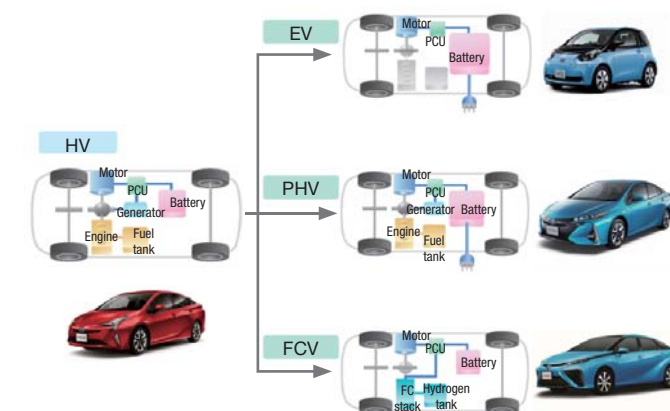 HV
Motor
PCU
Generator
Battery
Engine
Fuel
tank
EV
Motor
PCU
Battery
PHV
Motor
PCU
Generator
Battery
Engine
Fuel
tank
FCV
Motor
PCU
Battery
FC
stack
Hydrogen
tank